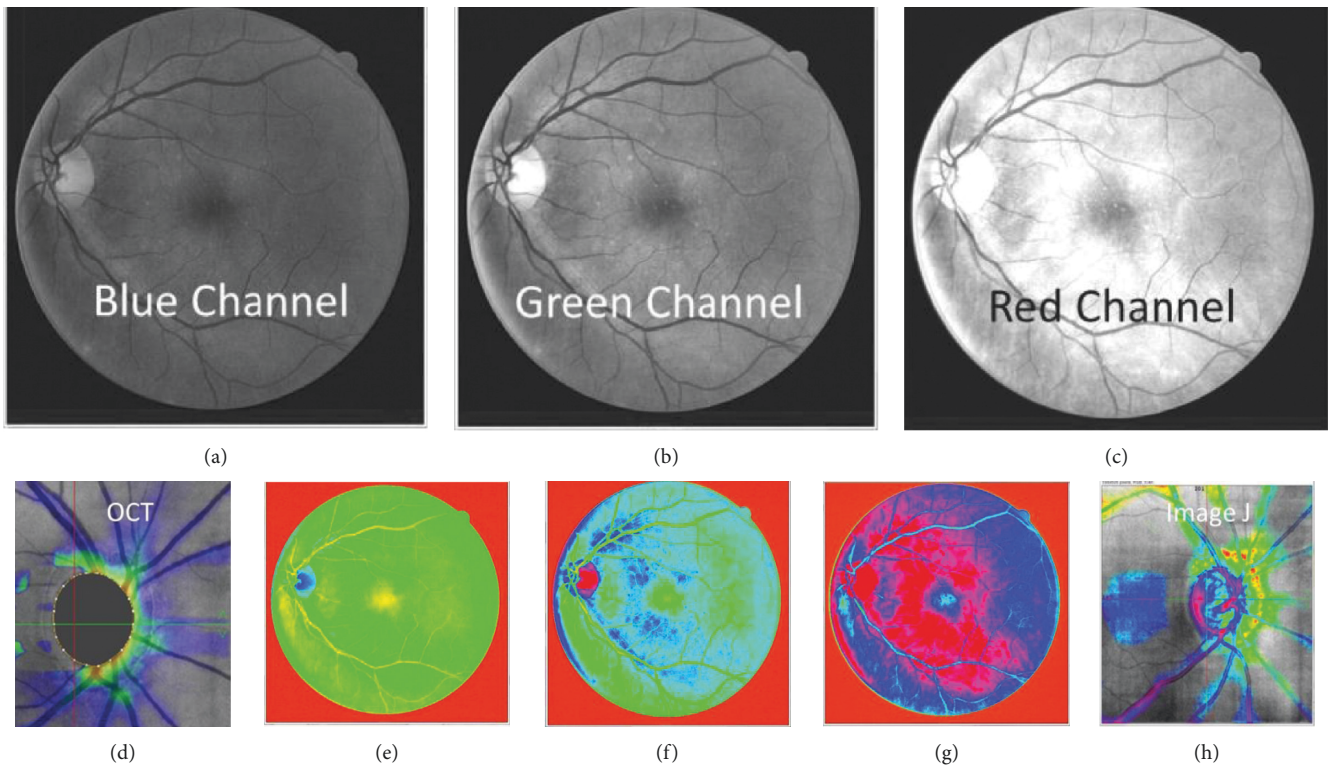 Blue Channel
Green Channel
Red Channel
(a)
(b)
(c)
OCT
Image J
(d)
(e)
(f)
(g)
(h)